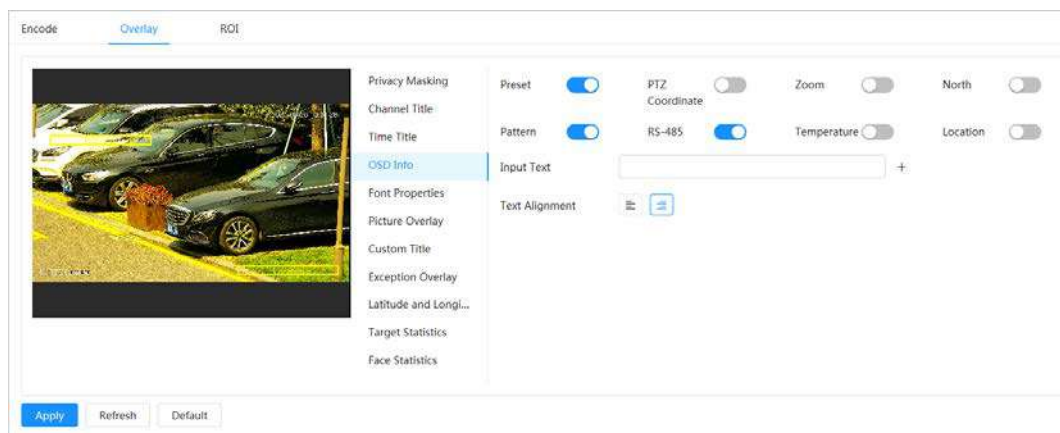 Encode Overlay ROI
Privacy Masking
Channel Title
Time Title
OSD Info
Font Properties
Picture Overlay
Custom Title
Exception Overlay
Latitude and Longi...
Target Statistics
Face Statistics
Preset PTZ Coordinate Zoom North
Pattern RS-485 Temperature Location
Input Text +
Text Alignment
Apply Refresh Default